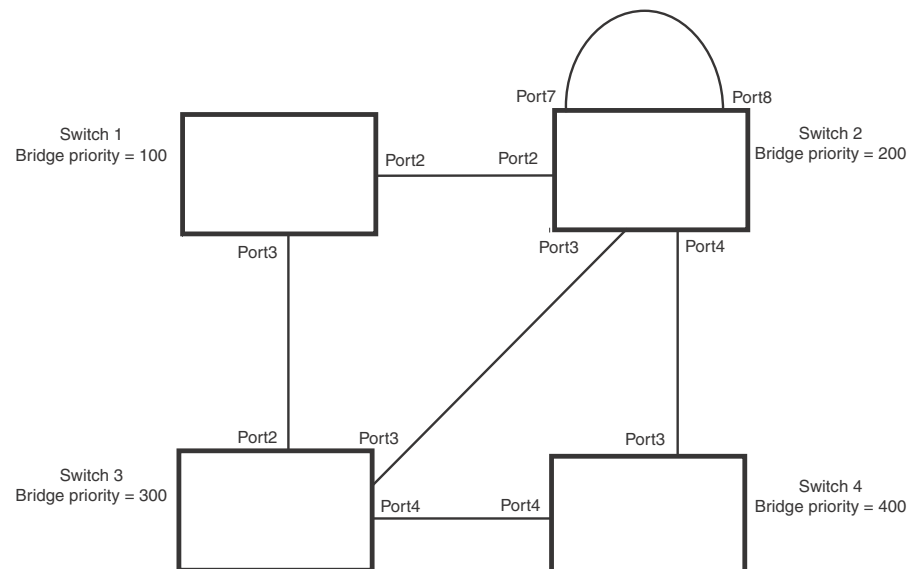 Port7
Port8
Switch 1
Bridge priority = 100
Port2
Port2
Switch 2
Bridge priority = 200
Port3
Port3
Port4
Port2
Port3
Port3
Switch 3
Bridge priority = 300
Port4
Port4
Switch 4
Bridge priority = 400